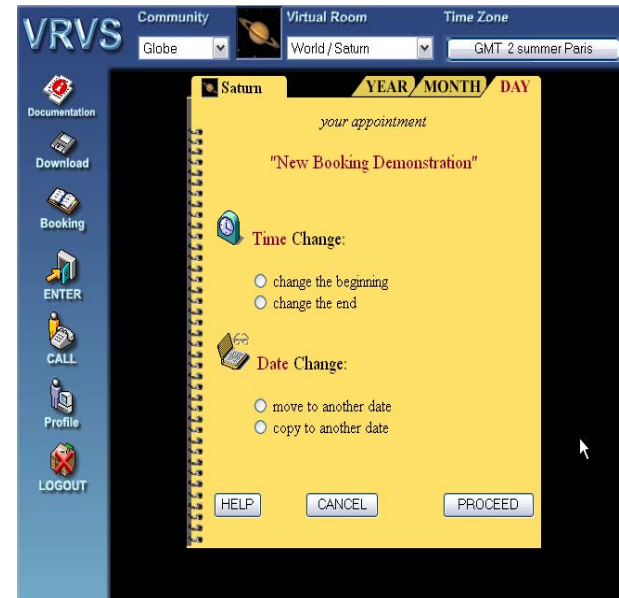 VRVS
Community
Virtual Room
Time Zone
Globe
World / Saturn
GMT 2 summer Paris
Documentation
Download
Booking
ENTER
CALL
Profile
LOGOUT
Saturn
YEAR
MONTH
DAY
your appointment
"New Booking Demonstration"
Time Change:
change the beginning
change the end
Date Change:
move to another date
copy to another date
HELP
CANCEL
PROCEED